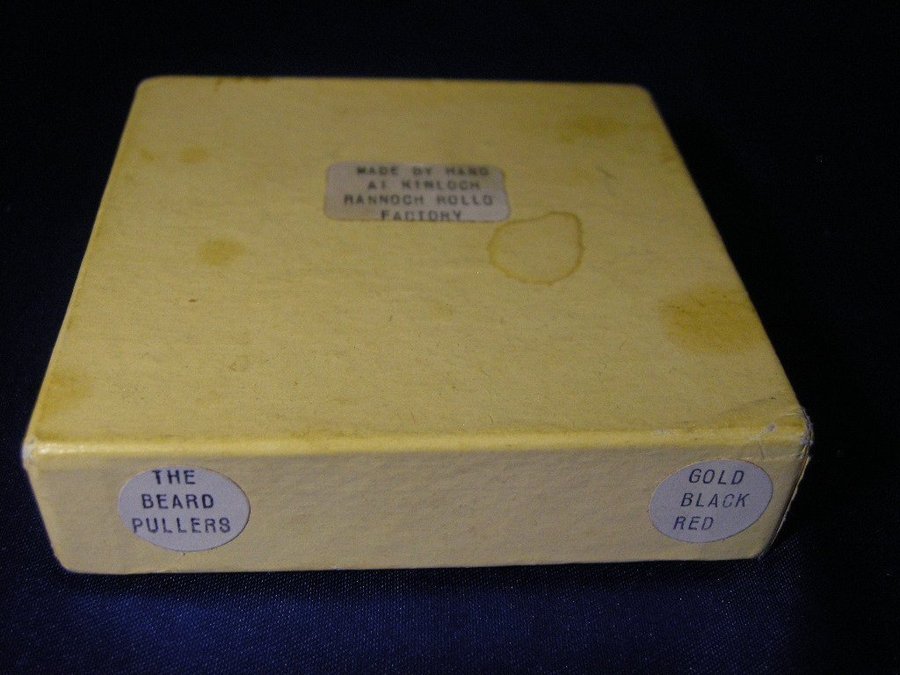 MADE BY HAND
AT KINLOCH
RANNOCH ROLLO
FACTORY
THE
BEARD
PULLERS
GOLD
BLACK
RED